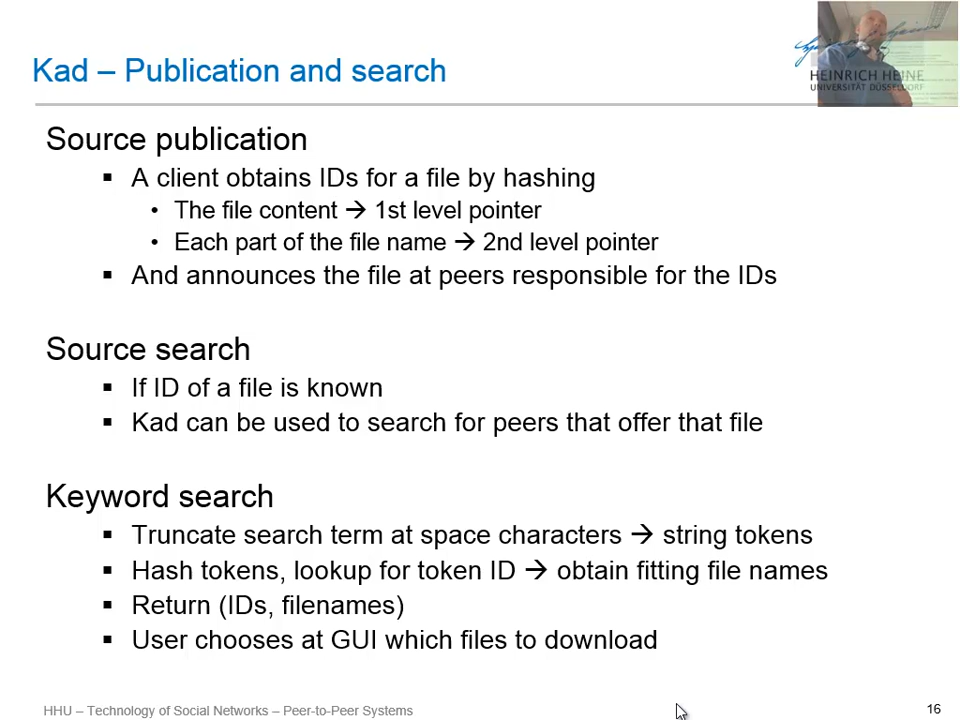 Kad – Publication and search
HEINRICH HEINE
UNIVERSITÄT DÜSSELDORF
Source publication
▪ A client obtains IDs for a file by hashing
• The file content → 1st level pointer
• Each part of the file name → 2nd level pointer
▪ And announces the file at peers responsible for the IDs
Source search
▪ If ID of a file is known
▪ Kad can be used to search for peers that offer that file
Keyword search
▪ Truncate search term at space characters → string tokens
▪ Hash tokens, lookup for token ID → obtain fitting file names
▪ Return (IDs, filenames)
▪ User chooses at GUI which files to download
HHU – Technology of Social Networks – Peer-to-Peer Systems
16